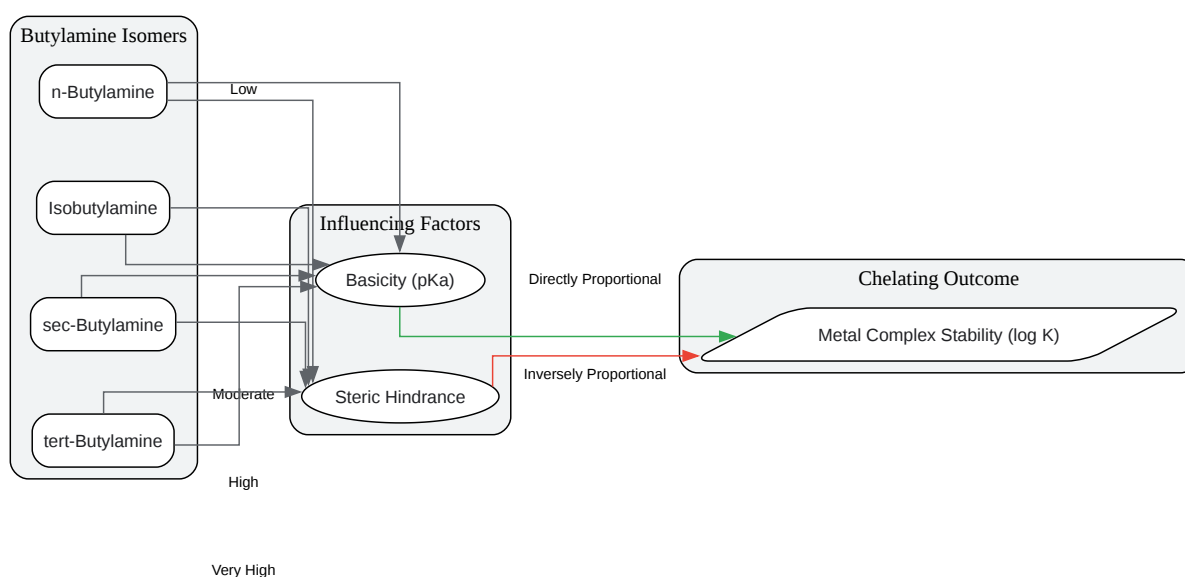 Butylamine Isomers
n-Butylamine
Low
Isobutylamine
Influencing Factors
Basicity (pKa)
Directly Proportional
Chelating Outcome
sec-Butylamine
Metal Complex Stability (log K)
Inversely Proportional
Moderate
Steric Hindrance
tert-Butylamine
High
Very High